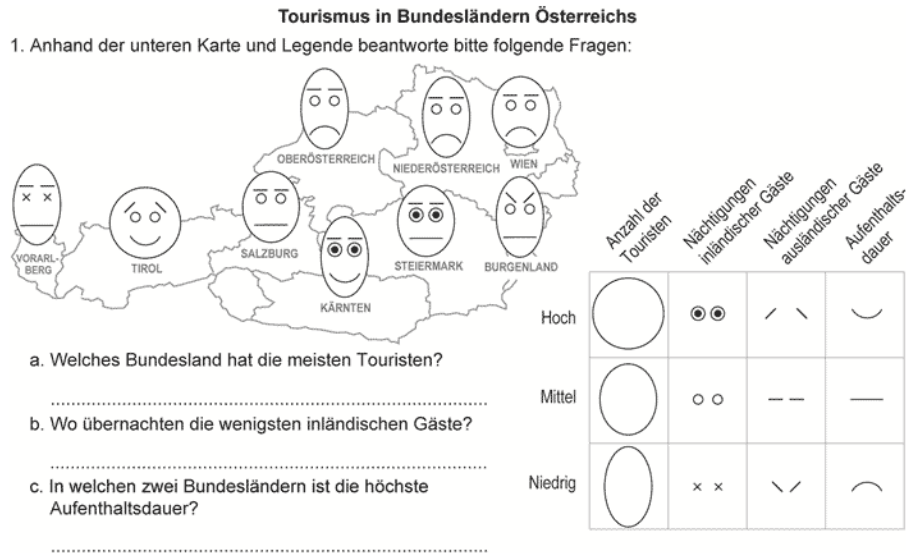 Tourismus in Bundesländern Österreichs
1. Anhand der unteren Karte und Legende beantworte bitte folgende Fragen:
OBERÖSTERREICH
NIEDERÖSTERREICH
WIEN
VORARL-
BERG
TIROL
SALZBURG
KÄRNTEN
STEIERMARK
BURGENLAND
Anzahl der
Touristen
Nächtigungen
inländischer Gäste
Nächtigungen
ausländischer Gäste
Aufenthalts-
dauer
Hoch
Mittel
Niedrig
a. Welches Bundesland hat die meisten Touristen?
b. Wo übernachten die wenigsten inländischen Gäste?
c. In welchen zwei Bundesländern ist die höchste
Aufenthaltsdauer?